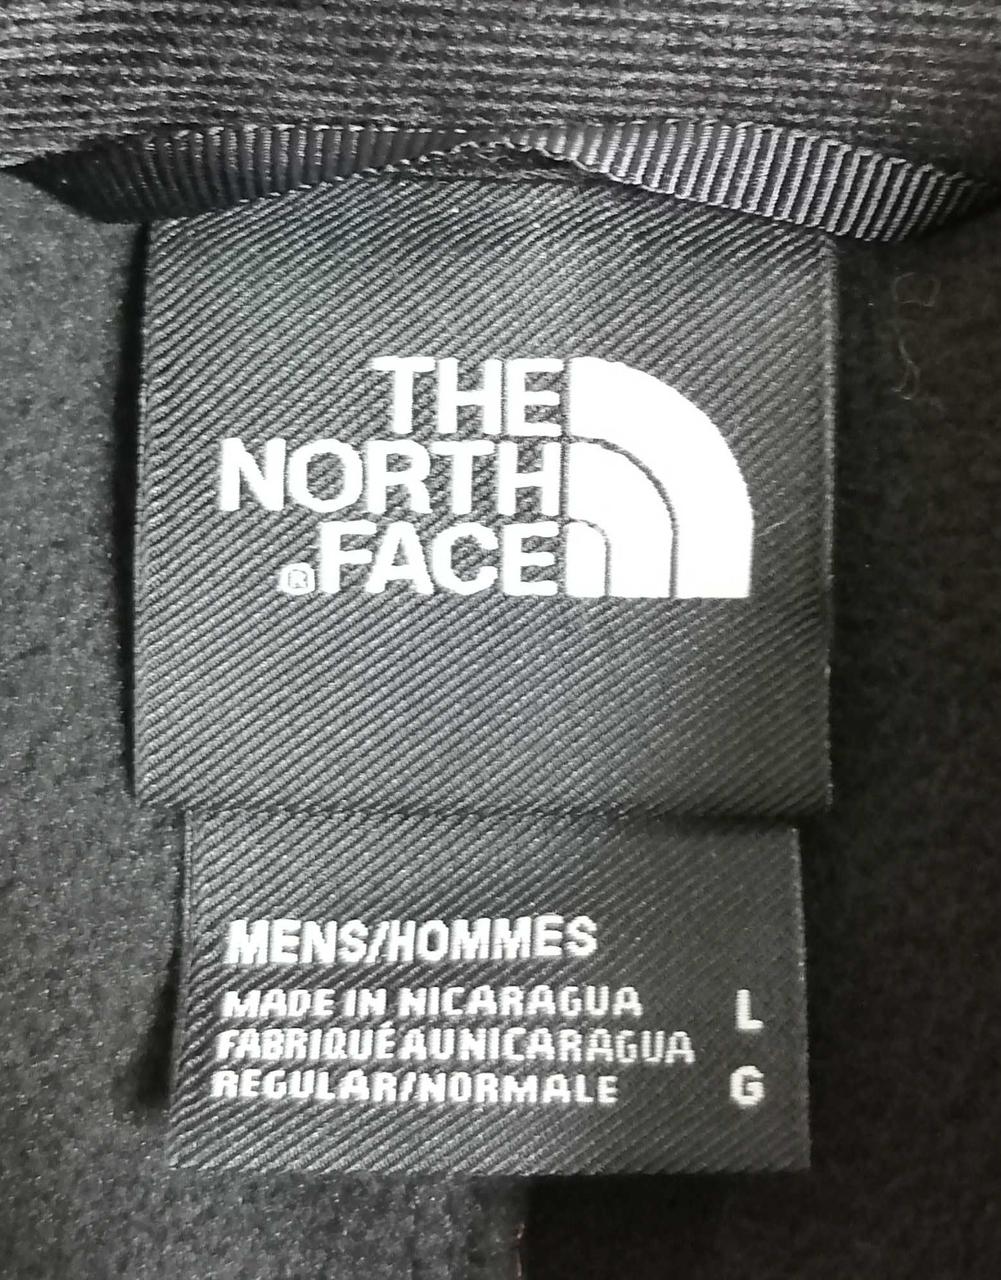 THE
NORTH
®FACE
MENS/HOMMES
MADE IN NICARAGUA
L
FABRIQUÉ AU NICARAGUA
REGULAR/NORMALE
G